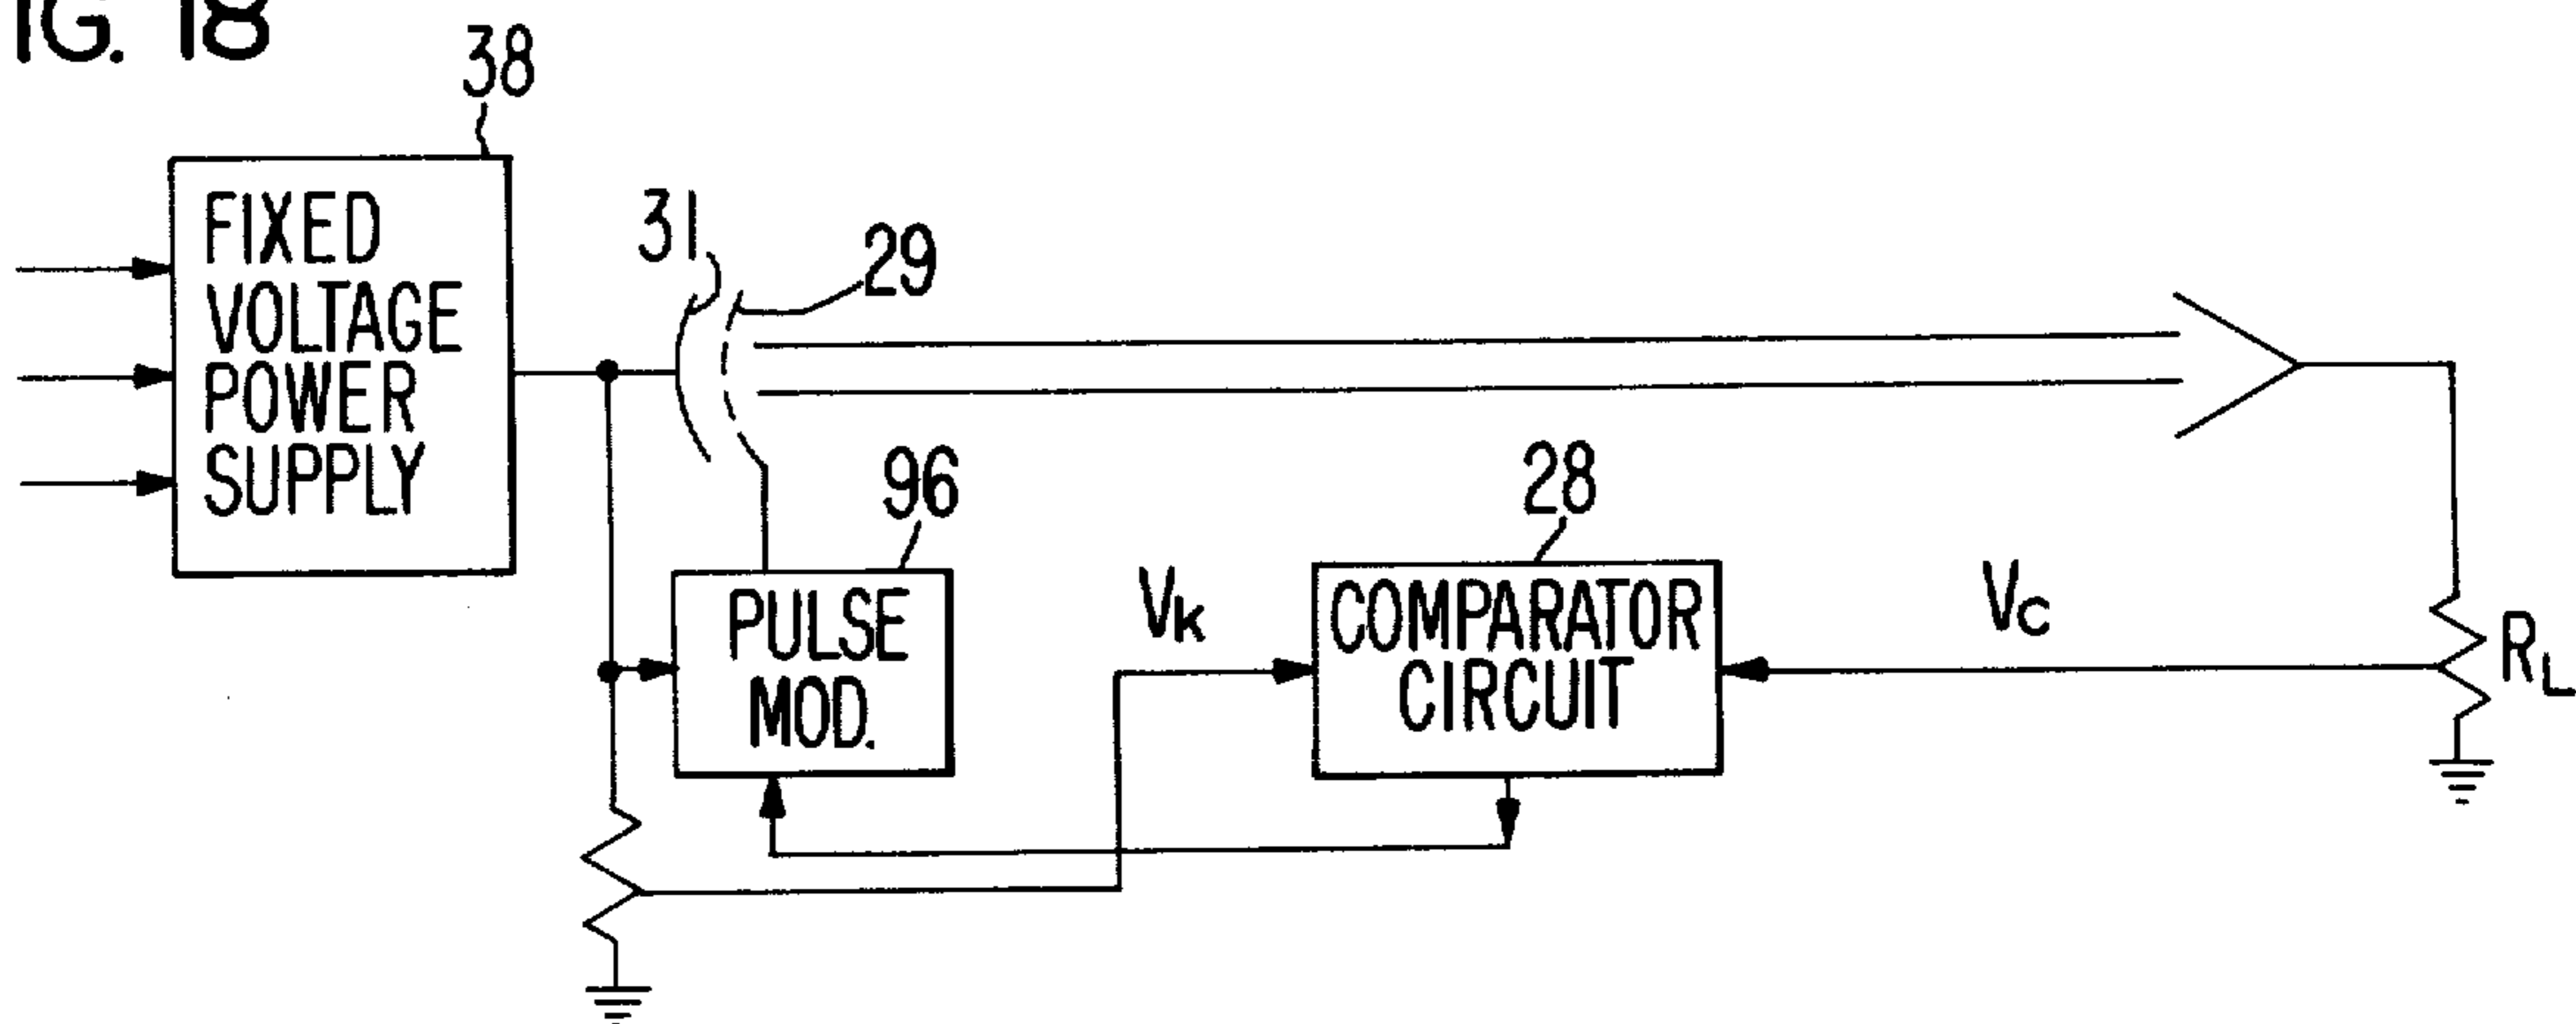 IG. 18
38
FIXED
VOLTAGE
POWER
SUPPLY
31
29
96
PULSE
MOD.
28
COMPARATOR
CIRCUIT
Vk
Vc
RL